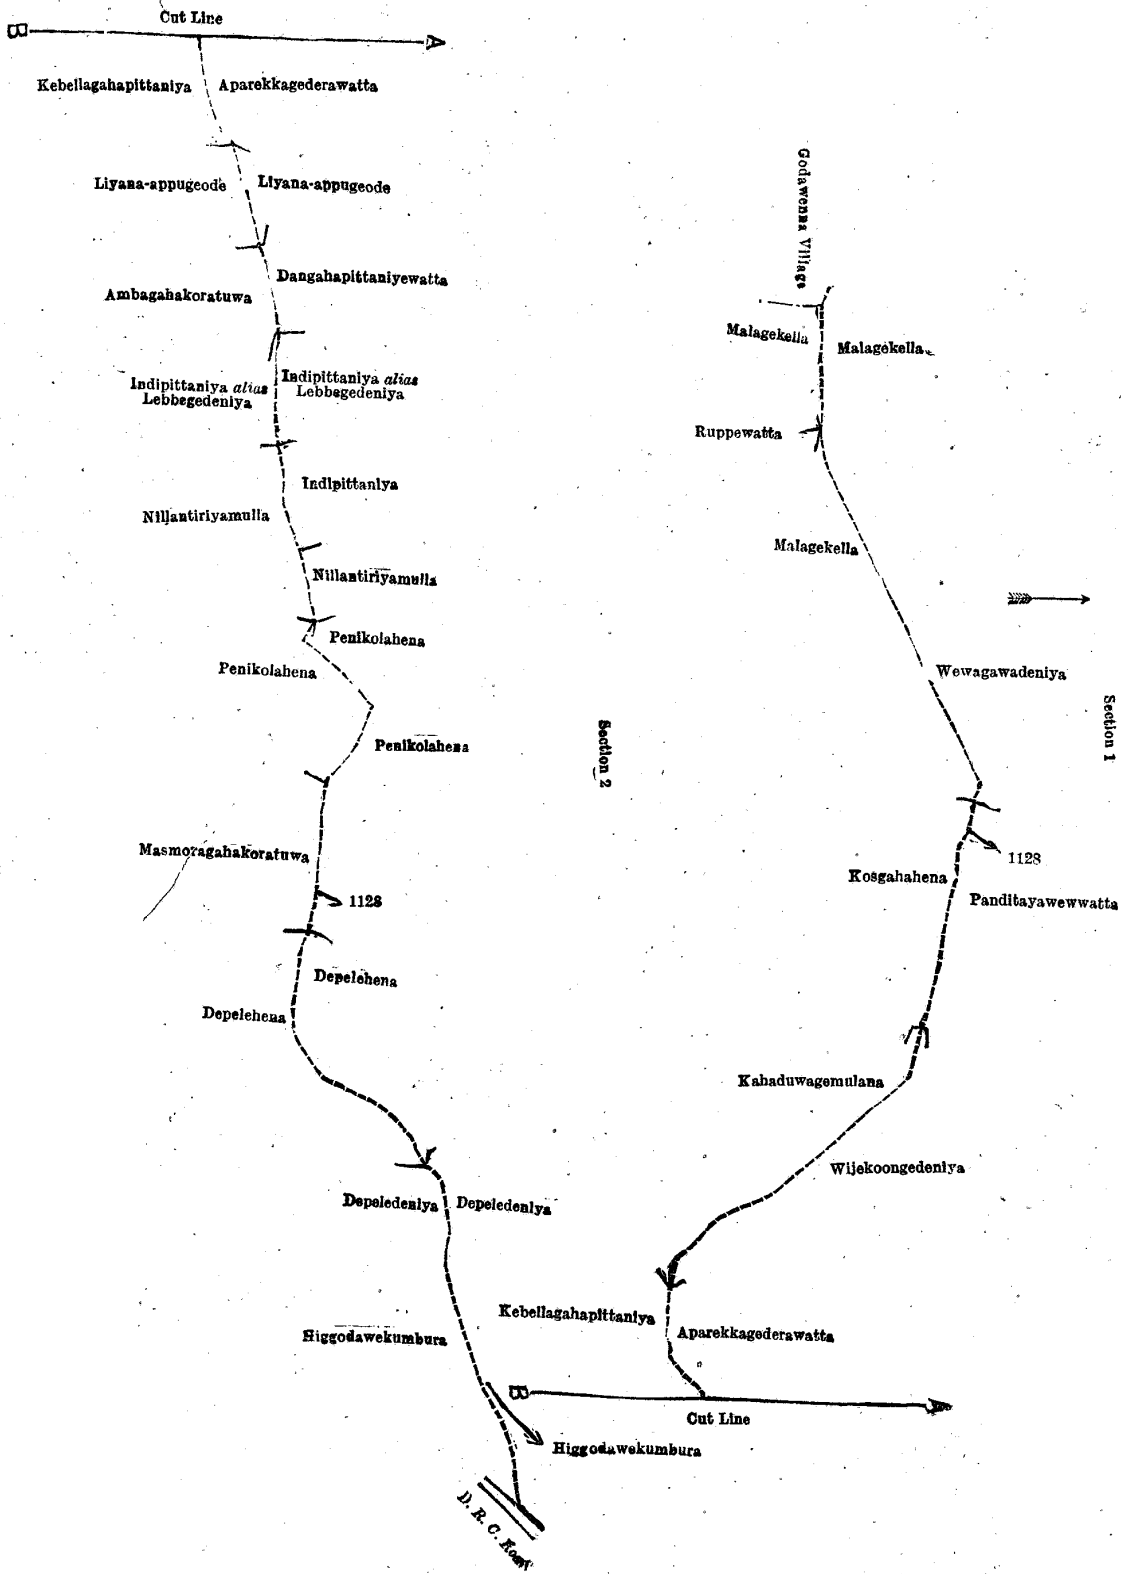 Cut Line
B
A
Kebellagahapittaniya
Aparekkagederawatta
Liyana-appugeode
Liyana-appugeode
Dangahapittaniyewatta
Ambagahakoratuwa
Indipittaniya alias
Lebbegedeniya
Indipittaniya alias
Lebbegedeniya
Indipittaniya
Nillantiriyamulla
Nillantiriyamulla
Penikolahena
Penikolahena
Penikolahena
Masmoragahakoratuwa
1128
Depelehena
Depelehena
Depeledeniya
Depeledeniya
Higgodawekumbura
Higgodawekumbura
D. R. C. Road
Section 2
Godawenna Village
Malagekella
Malagekella
Ruppewatta
Malagekella
Wewagawadeniya
Section 1
1128
Kosgahahena
Panditayawewwatta
Kahaduwagemulana
Wijekoongedeniya
Kebellagahapittaniya
Aparekkagederawatta
B
A
Cut Line